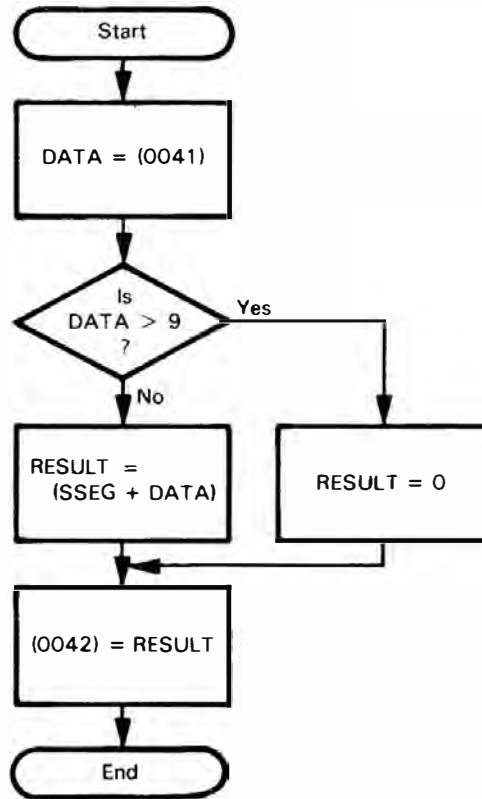 Start
DATA = (0041)
Is
DATA > 9
?
Yes
No
RESULT =
(SSEG + DATA)
RESULT = 0
(0042) = RESULT
End